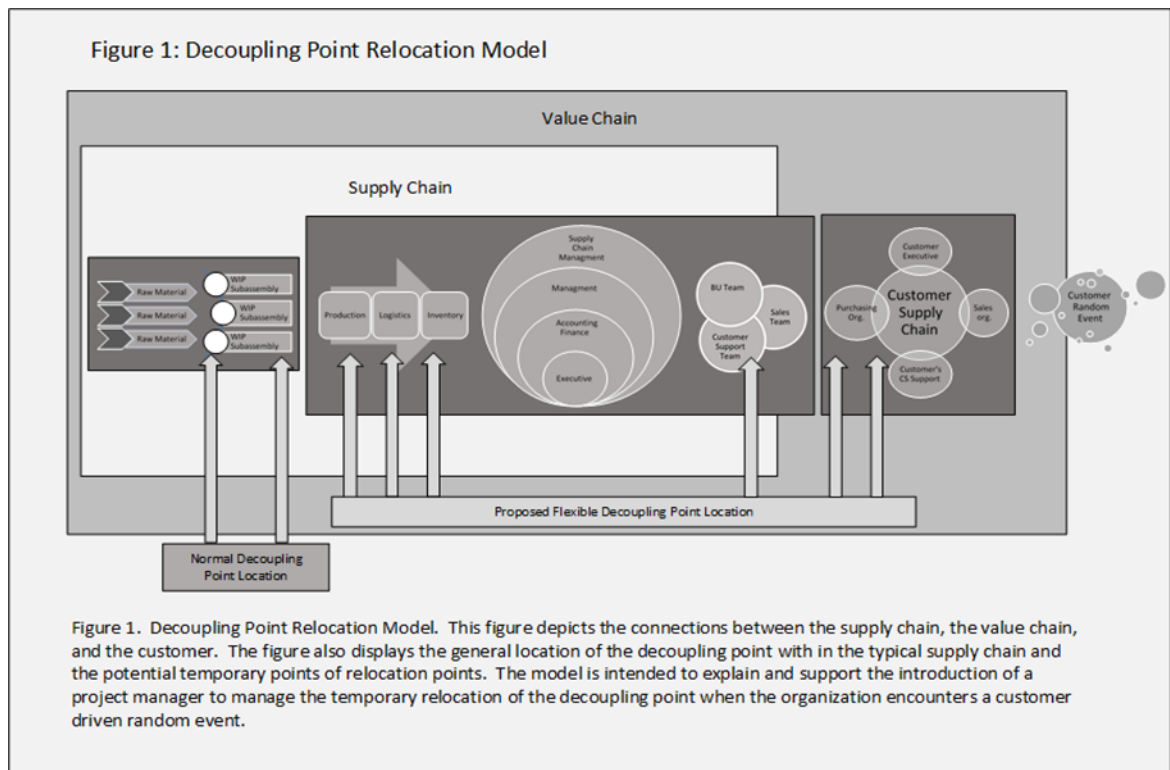 Figure 1: Decoupling Point Relocation Model
Value Chain
Supply Chain
Raw Material
Raw Material
Raw Material
WIP
Subassembly
WIP
Subassembly
WIP
Subassembly
Production
Logistics
Inventory
Supply
Chain
Managment
Managment
Accounting
Finance
Executive
BU Team
Sales
Team
Customer
Support
Team
Customer
Executive
Purchasing
Org.
Customer
Supply
Chain
Sales
org.
Customer's
CS Support
Customer
Random
Event
Proposed Flexible Decoupling Point Location
Normal Decoupling
Point Location
Figure 1.  Decoupling Point Relocation Model.  This figure depicts the connections between the supply chain, the value chain,
and the customer.  The figure also displays the general location of the decoupling point with in the typical supply chain and
the potential temporary points of relocation points.  The model is intended to explain and support the introduction of a
project manager to manage the temporary relocation of the decoupling point when the organization encounters a customer
driven random event.